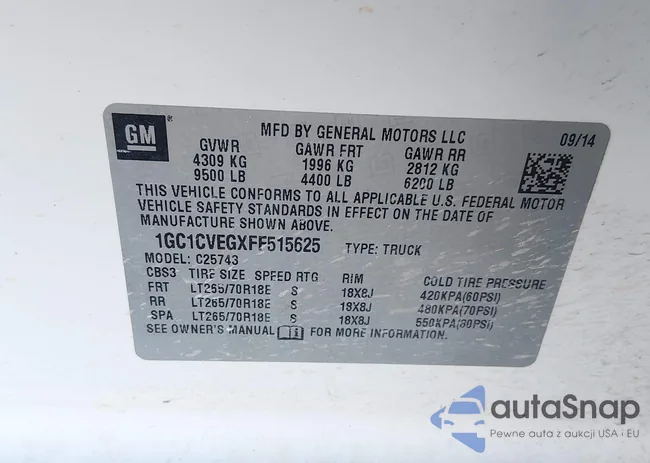 GM
MFD BY GENERAL MOTORS LLC 09/14
GVWR GAWR FRT GAWR RR
4309 KG 1996 KG 2812 KG
9500 LB 4400 LB 6200 LB
THIS VEHICLE CONFORMS TO ALL APPLICABLE U.S. FEDERAL MOTOR
VEHICLE SAFETY STANDARDS IN EFFECT ON THE DATE OF
MANUFACTURE SHOWN ABOVE.
1GC1CVEGXFF515625 TYPE: TRUCK
MODEL: C25743
CBS3 TIRE SIZE SPEED RTG RIM COLD TIRE PRESSURE
FRT LT265/70R18E S 18X8J 420KPA(60PSI)
RR LT265/70R18E S 18X8J 480KPA(70PSI)
SPA LT265/70R18E S 18X8J 550KPA(80PSI)
SEE OWNER'S MANUAL FOR MORE INFORMATION.
autaSnap
Pewne auta z aukcji USA i EU